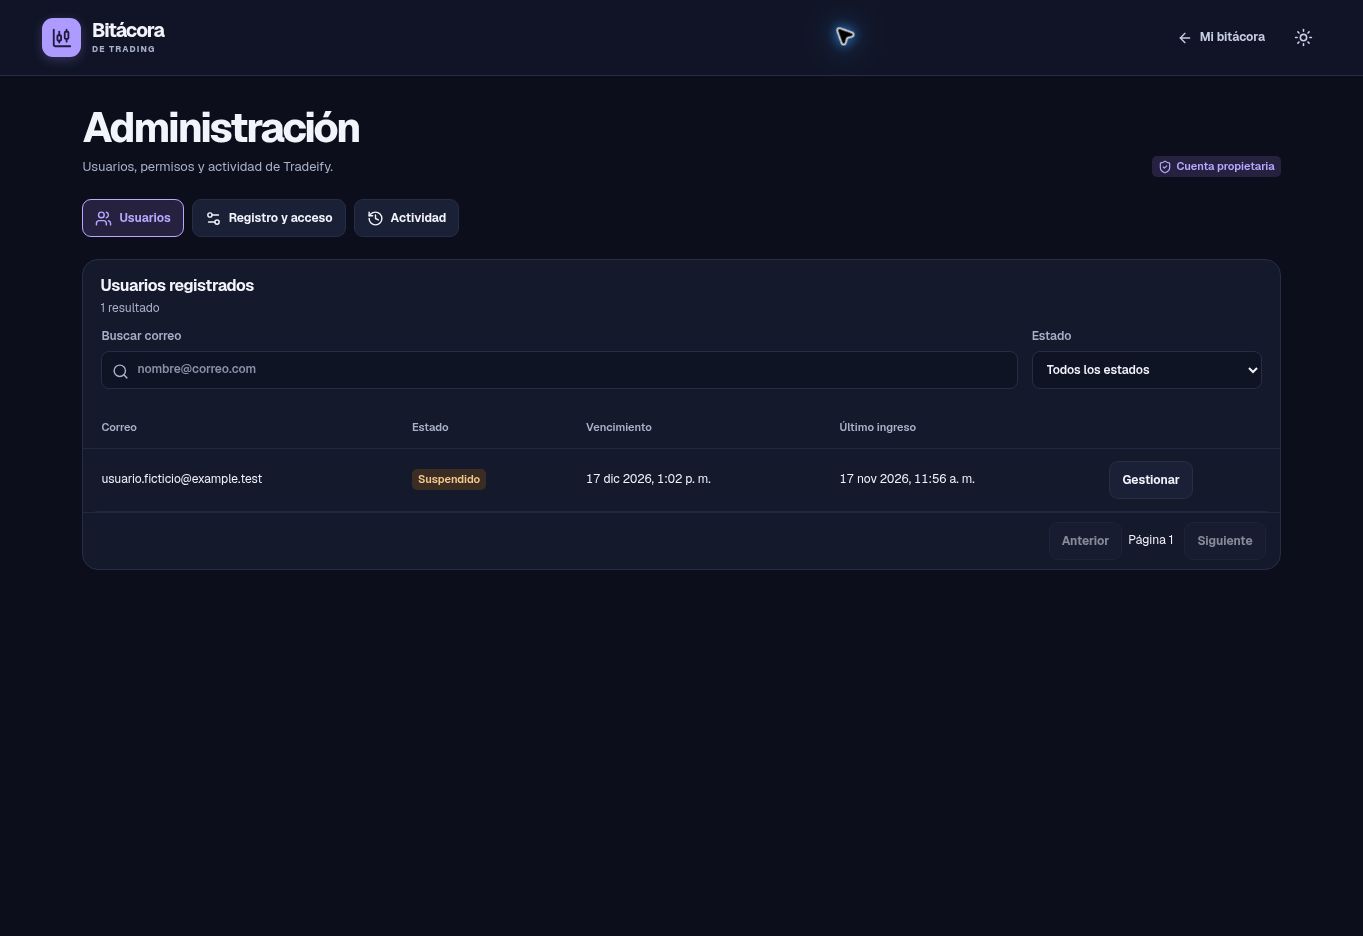 Bitácora
DE TRADING
Mi bitácora
Administración
Usuarios, permisos y actividad de Tradeify.
Cuenta propietaria
Usuarios
Registro y acceso
Actividad
Usuarios registrados
1 resultado
Buscar correo
Estado
nombre@correo.com
Todos los estados
Correo Estado Vencimiento Último ingreso
usuario.ficticio@example.test Suspendido 17 dic 2026, 1:02 p. m. 17 nov 2026, 11:56 a. m. Gestionar
Anterior Página 1 Siguiente